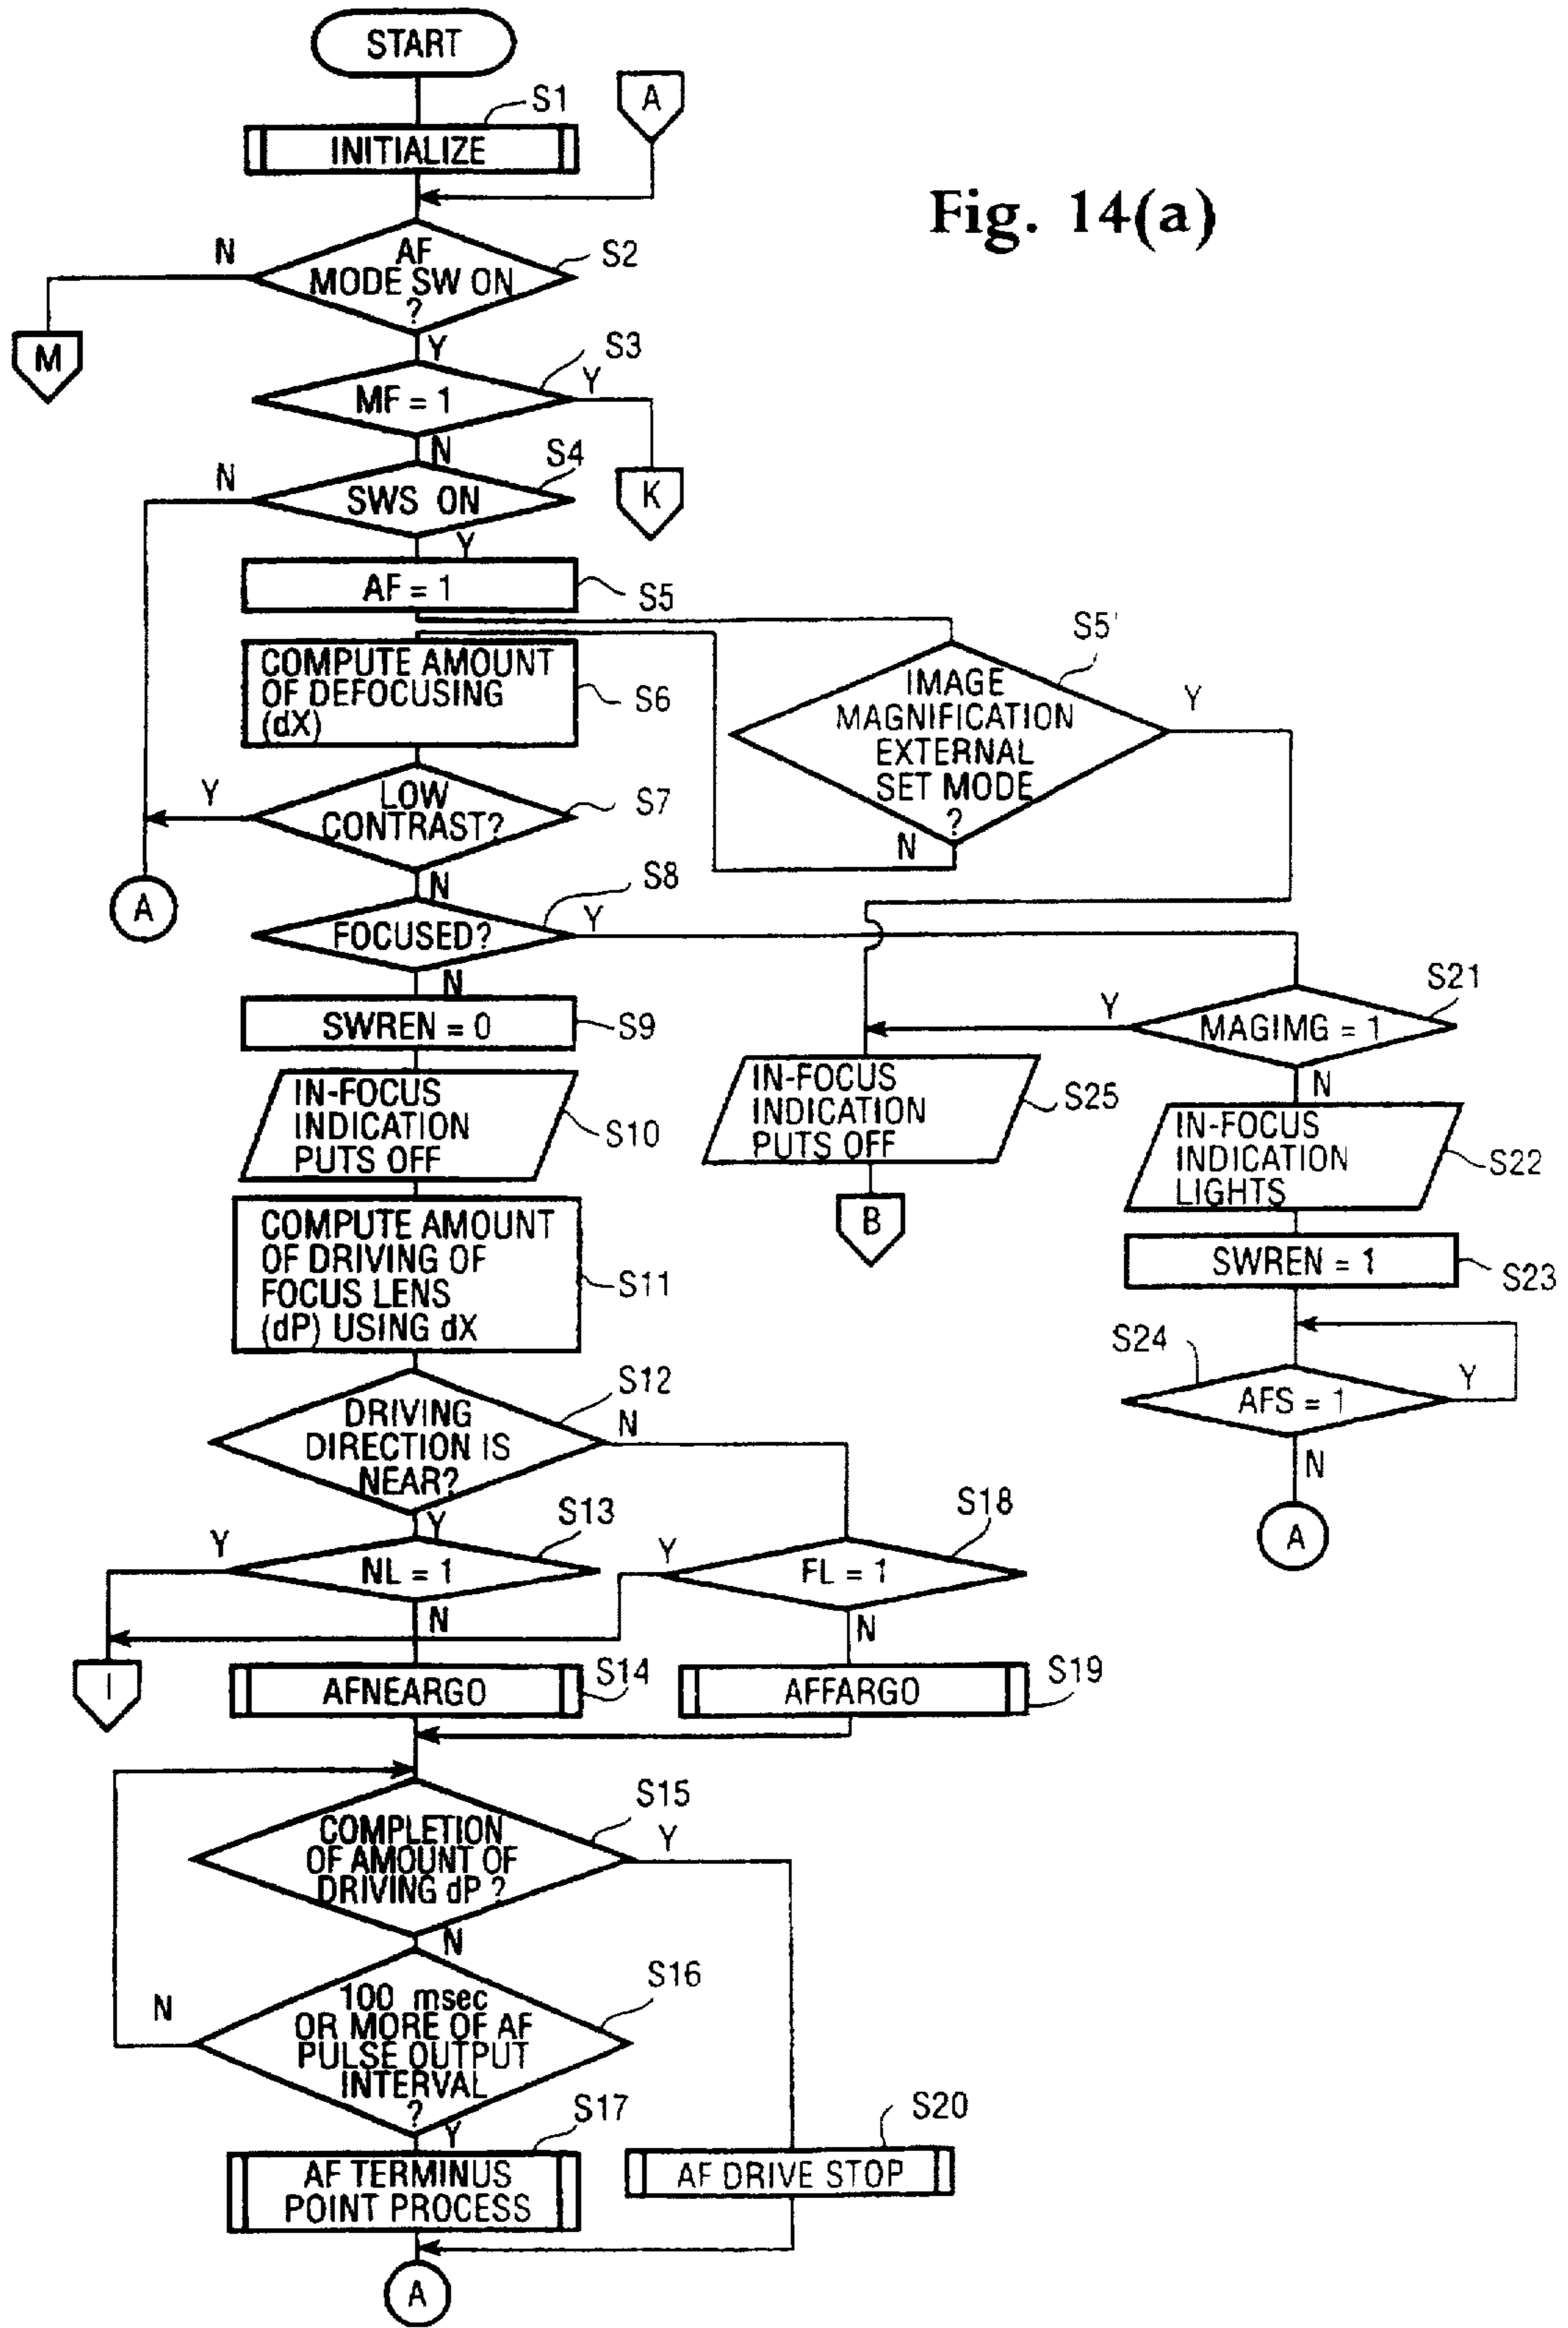 START
S1
A
INITIALIZE
Fig. 14(a)
N
AF
MODE SW ON
?
S2
M
Y
S3
MF = 1
Y
N
S4
K
N
SWS ON
Y
AF = 1
S5
S5'
COMPUTE AMOUNT
OF DEFOCUSING
(dX)
S6
IMAGE
MAGNIFICATION
EXTERNAL
SET MODE
?
Y
N
Y
LOW
CONTRAST?
S7
A
N
S8
FOCUSED?
Y
N
SWREN = 0
S9
S21
Y
MAGIMG = 1
N
IN-FOCUS
INDICATION
PUTS OFF
S10
IN-FOCUS
INDICATION
PUTS OFF
S25
B
IN-FOCUS
INDICATION
LIGHTS
S22
SWREN = 1
S23
COMPUTE AMOUNT
OF DRIVING OF
FOCUS LENS
(dP) USING dX
S11
S24
AFS = 1
Y
N
A
S12
DRIVING
DIRECTION IS
NEAR?
N
Y
S13
Y
NL = 1
N
S18
Y
FL = 1
N
I
AFNEARGO
S14
AFFARGO
S19
S15
COMPLETION
OF AMOUNT OF
DRIVING dP ?
Y
N
S16
N
100 msec
OR MORE OF AF
PULSE OUTPUT
INTERVAL
?
Y
S17
AF TERMINUS
POINT PROCESS
S20
AF DRIVE STOP
A